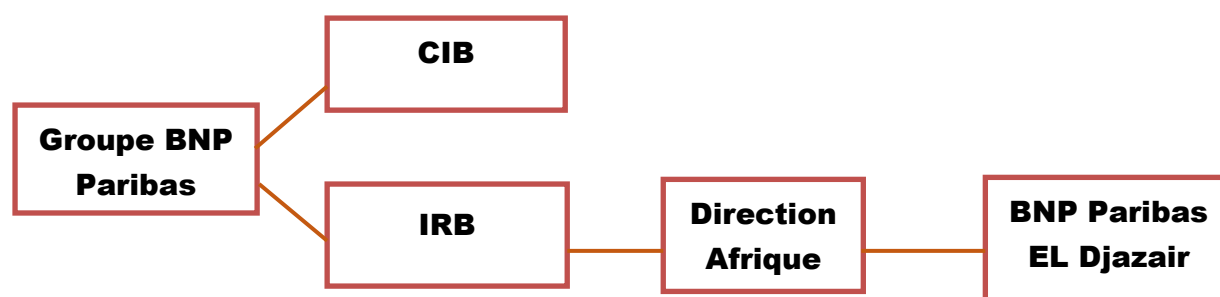 CIB
Groupe BNP
Paribas
IRB
Direction
Afrique
BNP Paribas
EL Djazair